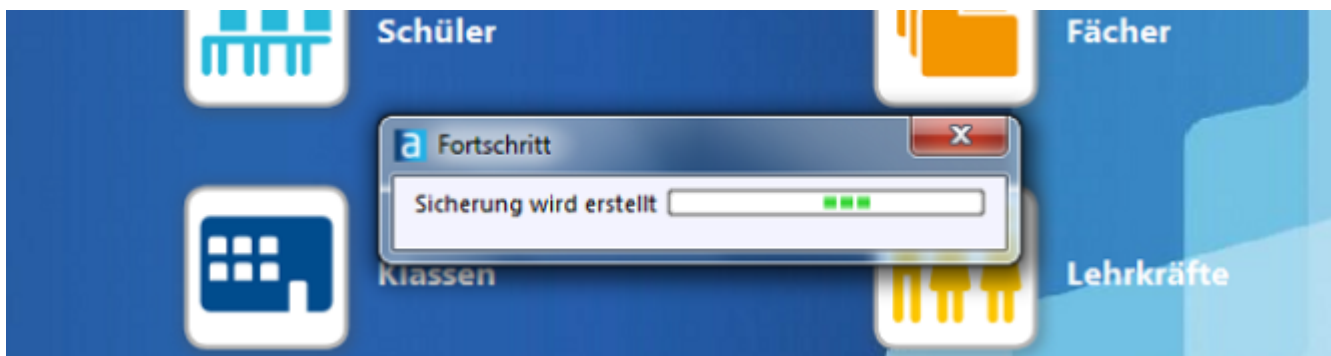 Schüler
Fächer
a Fortschritt
Sicherung wird erstellt
Klassen
Lehrkräfte